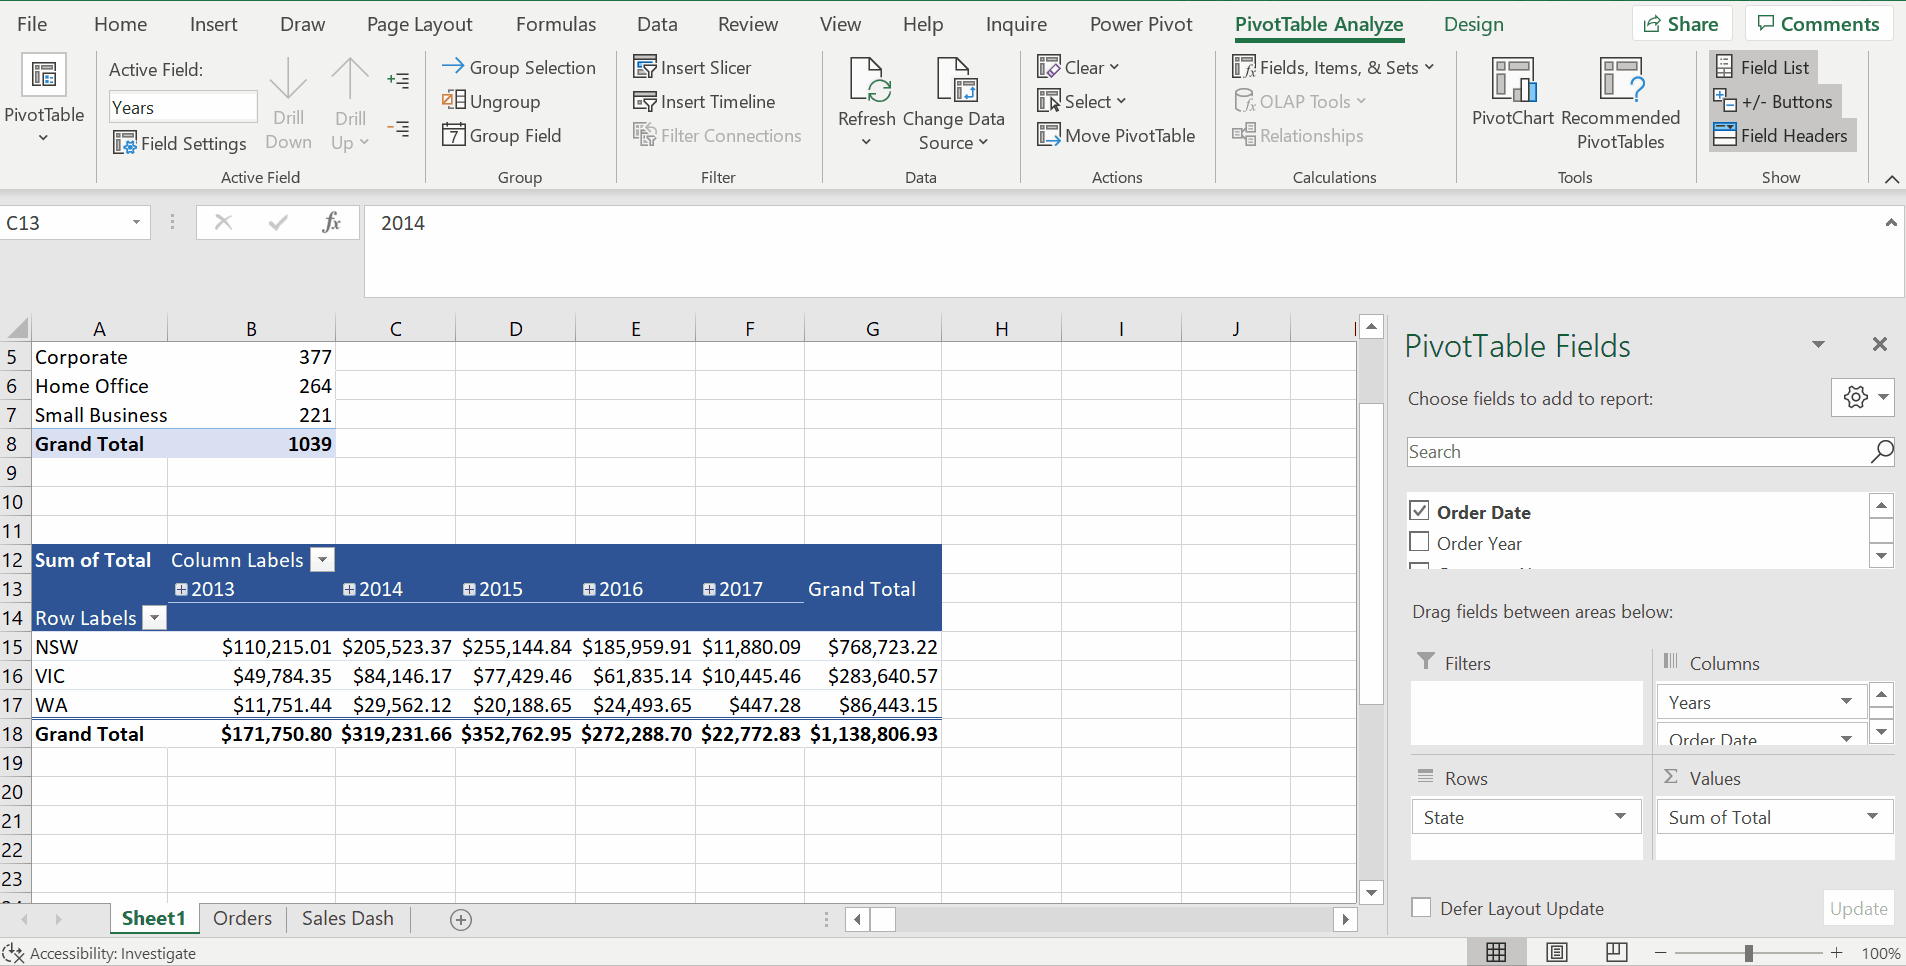 File Home Insert Draw Page Layout Formulas Data Review View Help Inquire Power Pivot PivotTable Analyze Design Share Comments
PivotTable
Active Field:
Years
Field Settings
Drill Down
Drill Up
Active Field
Group Selection
Ungroup
7 Group Field
Group
Insert Slicer
Insert Timeline
Filter Connections
Filter
Refresh
Change Data
Source
Data
Clear
Select
Move PivotTable
Actions
fx Fields, Items, & Sets
OLAP Tools
Relationships
Calculations
PivotChart
Recommended
PivotTables
Tools
Field List
+/- Buttons
Field Headers
Show
C13 fx 2014
A B C D E F G H I J
5 Corporate 377
6 Home Office 264
7 Small Business 221
8 Grand Total 1039
9
10
11
12 Sum of Total Column Labels
13 2013 2014 2015 2016 2017 Grand Total
14 Row Labels
15 NSW $110,215.01 $205,523.37 $255,144.84 $185,959.91 $11,880.09 $768,723.22
16 VIC $49,784.35 $84,146.17 $77,429.46 $61,835.14 $10,445.46 $283,640.57
17 WA $11,751.44 $29,562.12 $20,188.65 $24,493.65 $447.28 $86,443.15
18 Grand Total $171,750.80 $319,231.66 $352,762.95 $272,288.70 $22,772.83 $1,138,806.93
19
20
21
22
23
PivotTable Fields
Choose fields to add to report:
Search
Order Date
Order Year
Drag fields between areas below:
Filters
Columns
Years
Order Date
Rows
State
Σ Values
Sum of Total
Defer Layout Update Update
Sheet1 Orders Sales Dash
Accessibility: Investigate 100%